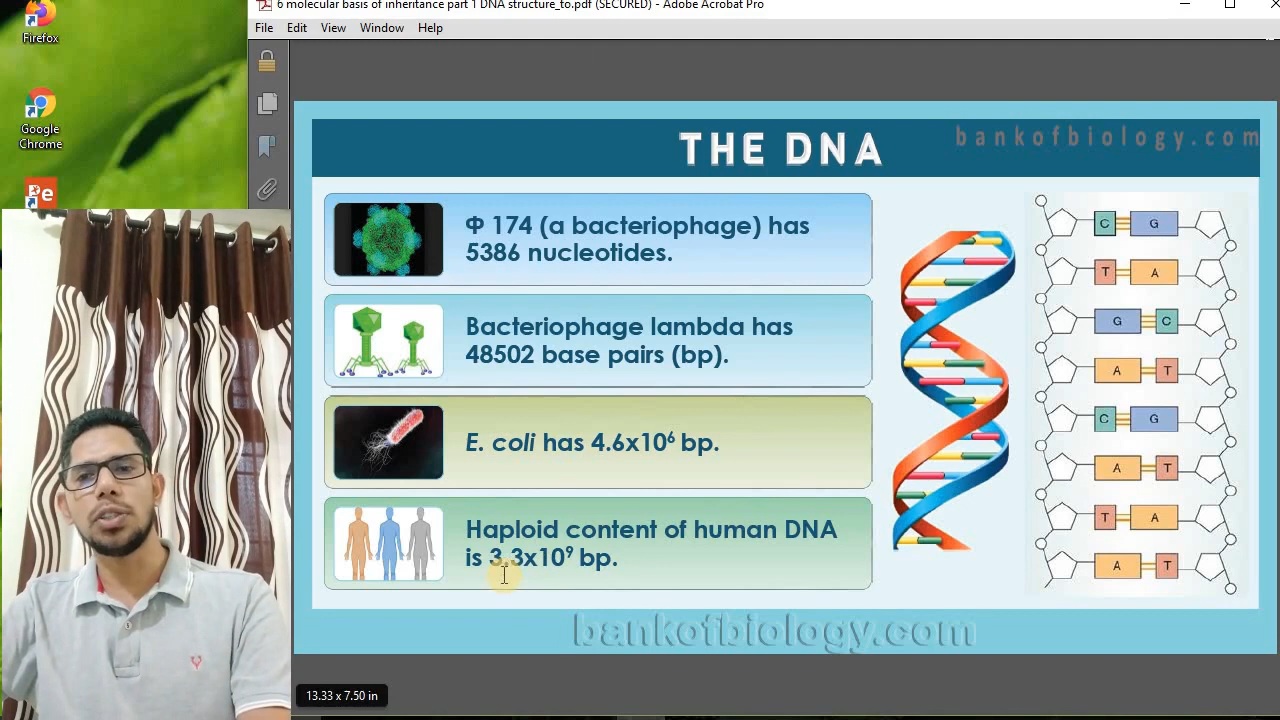 6 molecular basis of inheritance part 1 DNA structure_to.pdf (SECURED) - Adobe Acrobat Pro
File Edit View Window Help
Firefox
Google
Chrome
Pe
THE DNA
bankofbiology.com
Φ 174 (a bacteriophage) has
5386 nucleotides.
Bacteriophage lambda has
48502 base pairs (bp).
E. coli has 4.6x10⁶ bp.
Haploid content of human DNA
is 3.3x10⁹ bp.
C G
T A
G C
A T
C G
A T
T A
A T
bankofbiology.com
13.33 x 7.50 in